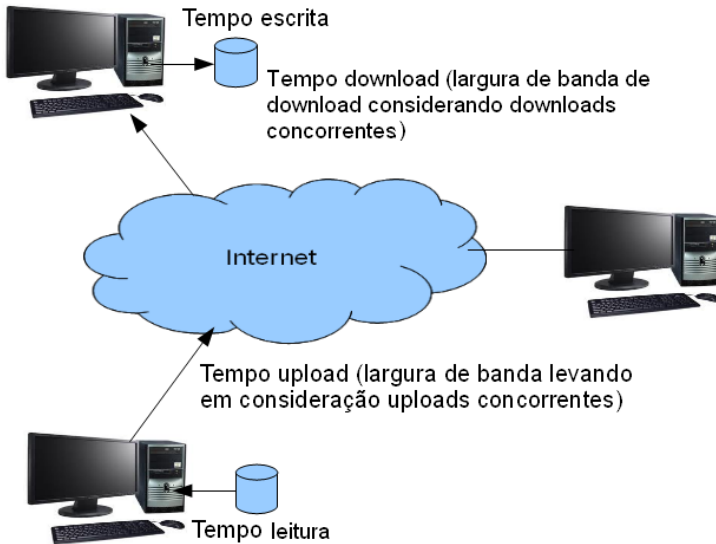 Tempo escrita
Tempo download (largura de banda de
download considerando downloads
concorrentes)
Internet
Tempo upload (largura de banda levando
em consideração uploads concorrentes)
Tempo leitura